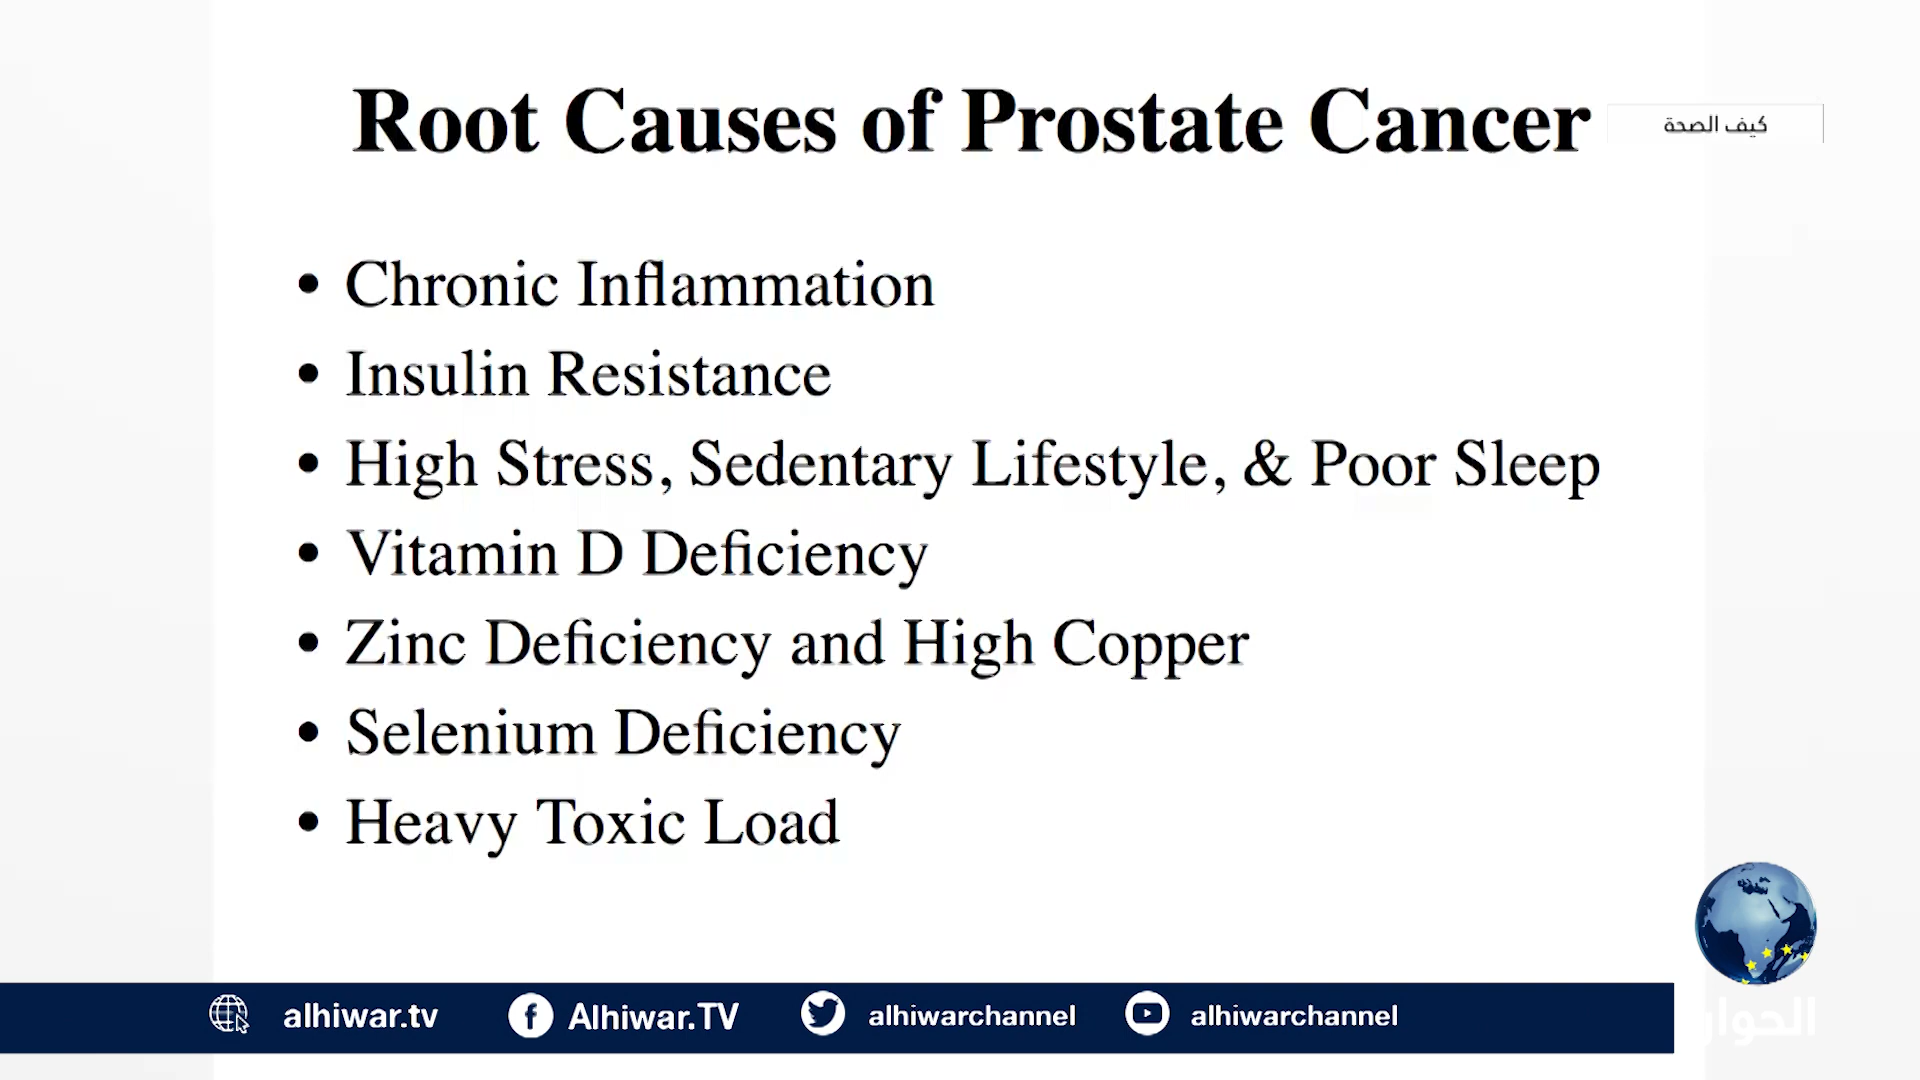 Root Causes of Prostate Cancer
كيف الصحة
• Chronic Inflammation
• Insulin Resistance
• High Stress, Sedentary Lifestyle, & Poor Sleep
• Vitamin D Deficiency
• Zinc Deficiency and High Copper
• Selenium Deficiency
• Heavy Toxic Load
alhiwar.tv
Alhiwar.TV
alhiwarchannel
alhiwarchannel
الحوار